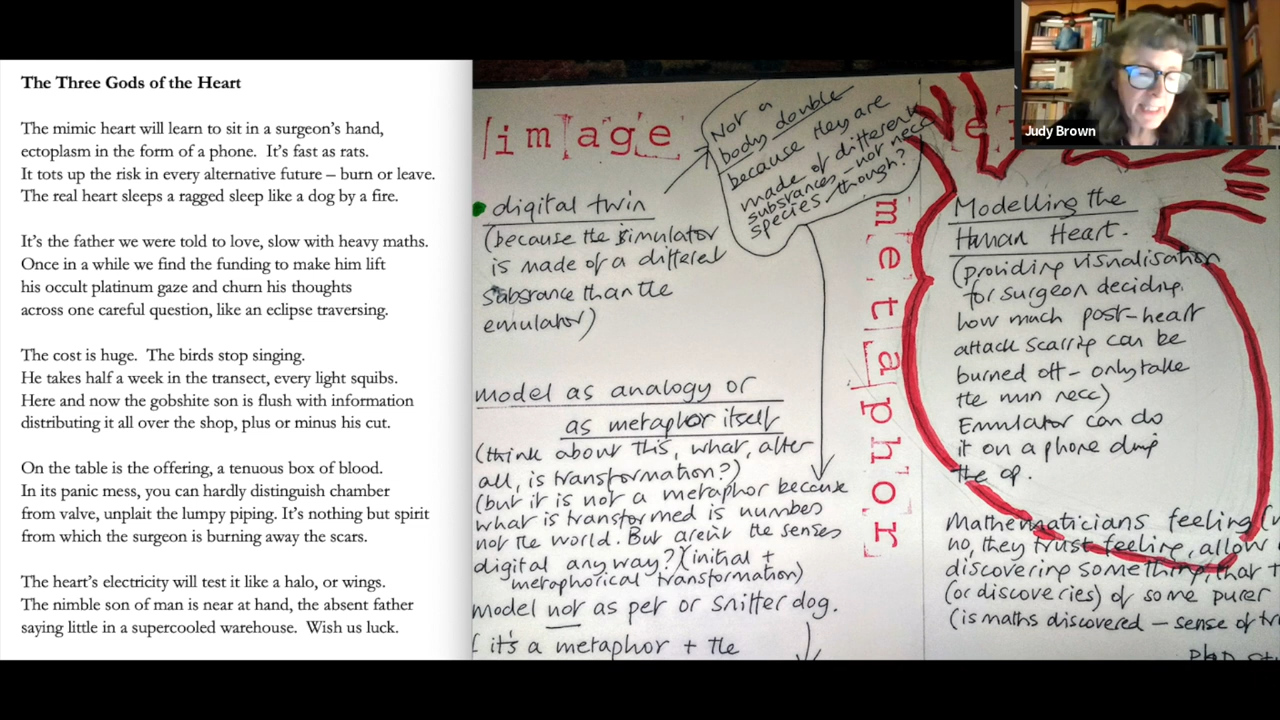 The Three Gods of the Heart
The mimic heart will learn to sit in a surgeon's hand,
ectoplasm in the form of a phone.  It's fast as rats.
It tots up the risk in every alternative future – burn or leave.
The real heart sleeps a ragged sleep like a dog by a fire.
It's the father we were told to love, slow with heavy maths.
Once in a while we find the funding to make him lift
his occult platinum gaze and churn his thoughts
across one careful question, like an eclipse traversing.
The cost is huge.  The birds stop singing.
He takes half a week in the transect, every light squibs.
Here and now the gobshite son is flush with information
distributing it all over the shop, plus or minus his cut.
On the table is the offering, a tenuous box of blood.
In its panic mess, you can hardly distinguish chamber
from valve, unplait the lumpy piping. It's nothing but spirit
from which the surgeon is burning away the scars.
The heart's electricity will test it like a halo, or wings.
The nimble son of man is near at hand, the absent father
saying little in a supercooled warehouse.  Wish us luck.
image
Not a
body double
because they are
made of different
substances – not necc
species though?
digital twin
(because the simulator
is made of a different
substance than the
emulator)
model as analogy or
as metaphor itself
(think about this, what, after
all, is transformation?)
(but it is not a metaphor because
what is transformed is number
not the world. But aren't the senses
digital anyway?)(initial +
metaphorical transformation)
model not as pet or sniffer dog.
it's a metaphor + the
metaphor
Judy Brown
Modelling the
Human Heart.
(providing visualisation
for surgeon deciding
how much post-heart
attack scarring can be
burned off – only take
the min necc)
Emulator can do
it on a phone during
the op.
Mathematicians feeling
no, they trust feeling, allow
discovering something, that
(or discoveries) of some purer
(is maths discovered – sense of
PhD